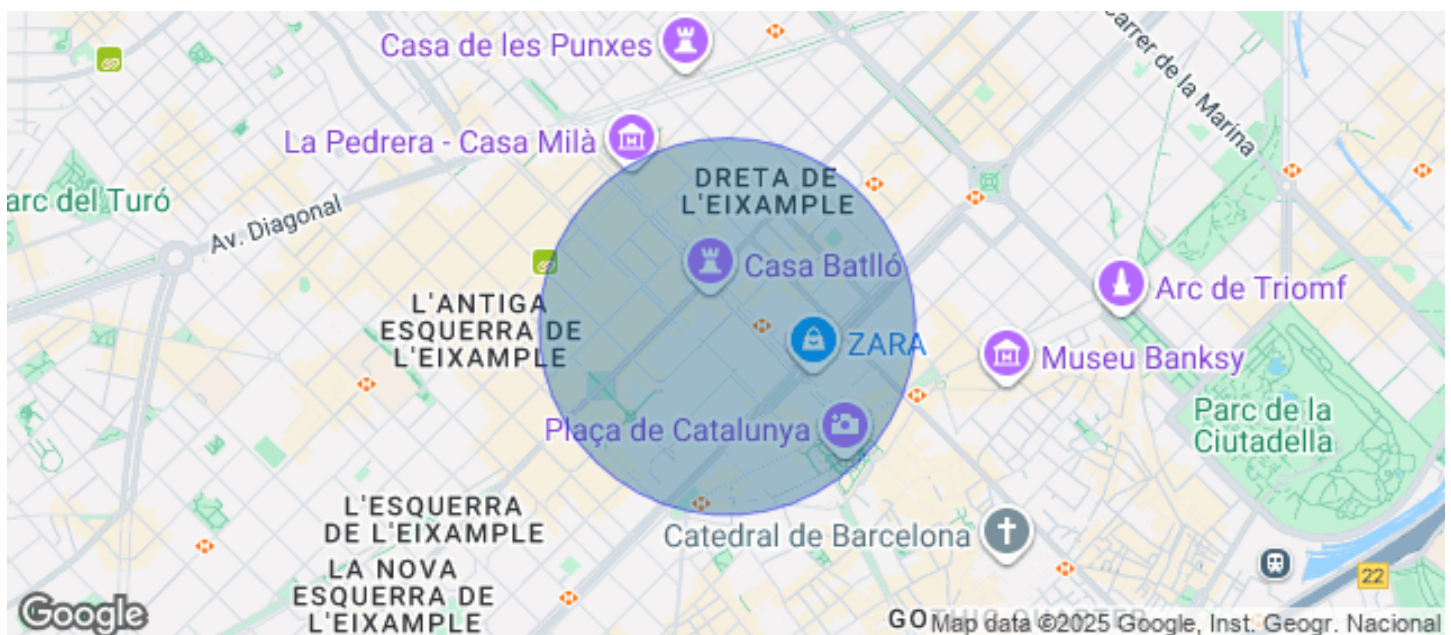 Casa de les Punxes
Carrer de la Marina
La Pedrera - Casa Milà
DRETA DE
L'EIXAMPLE
arc del Turó
Av. Diagonal
Casa Batlló
Arc de Triomf
L'ANTIGA
ESQUERRA DE
L'EIXAMPLE
ZARA
Museu Banksy
Parc de la
Ciutadella
Plaça de Catalunya
L'ESQUERRA
DE L'EIXAMPLE
Catedral de Barcelona
LA NOVA
ESQUERRA DE
L'EIXAMPLE
22
Google
Map data ©2025 Google, Inst. Geogr. Nacional